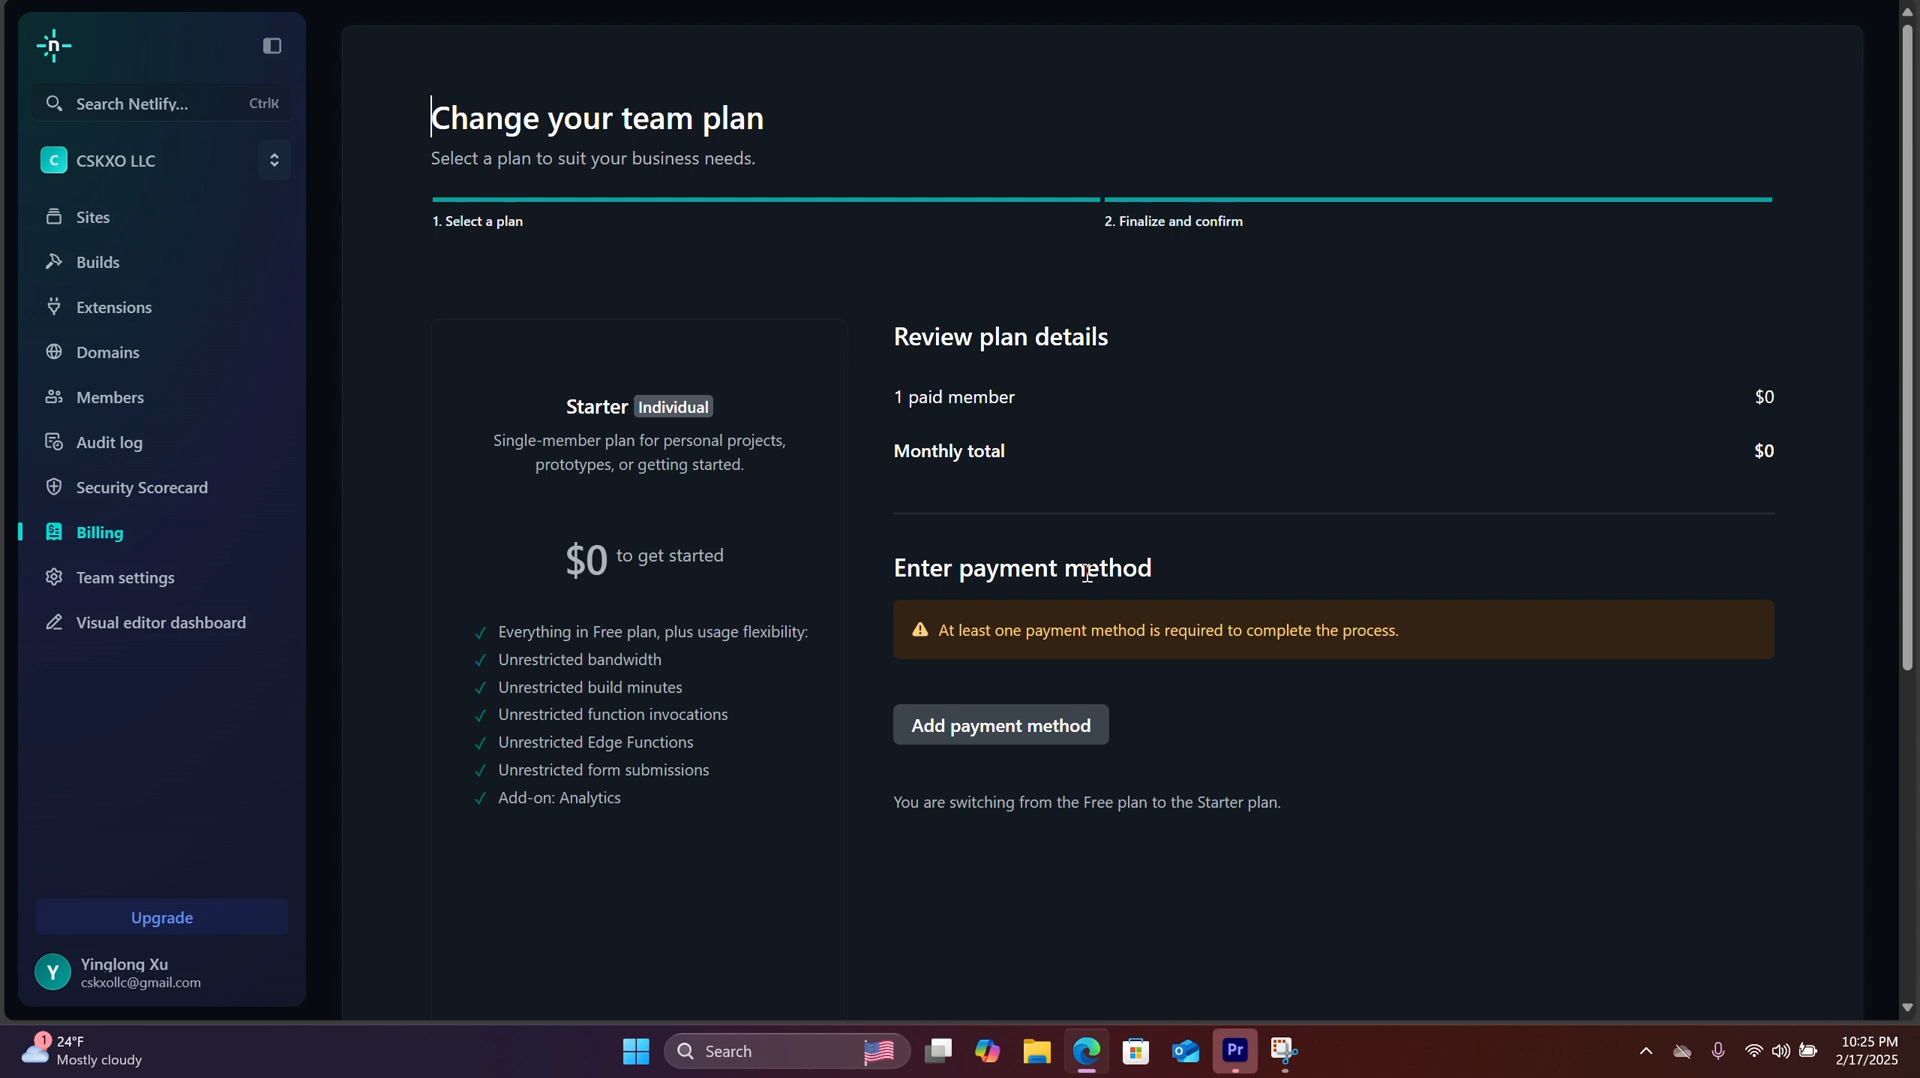 n
Search Netlify... CtrlK
C CSKXO LLC
Sites
Builds
Extensions
Domains
Members
Audit log
Security Scorecard
Billing
Team settings
Visual editor dashboard
Upgrade
Y Yinglong Xu
cskxollc@gmail.com
Change your team plan
Select a plan to suit your business needs.
1. Select a plan
2. Finalize and confirm
Starter Individual
Single-member plan for personal projects,
prototypes, or getting started.
$0 to get started
Everything in Free plan, plus usage flexibility:
Unrestricted bandwidth
Unrestricted build minutes
Unrestricted function invocations
Unrestricted Edge Functions
Unrestricted form submissions
Add-on: Analytics
Review plan details
1 paid member $0
Monthly total $0
Enter payment method
At least one payment method is required to complete the process.
Add payment method
You are switching from the Free plan to the Starter plan.
1 24°F
Mostly cloudy
Search
Pr
10:25 PM
2/17/2025